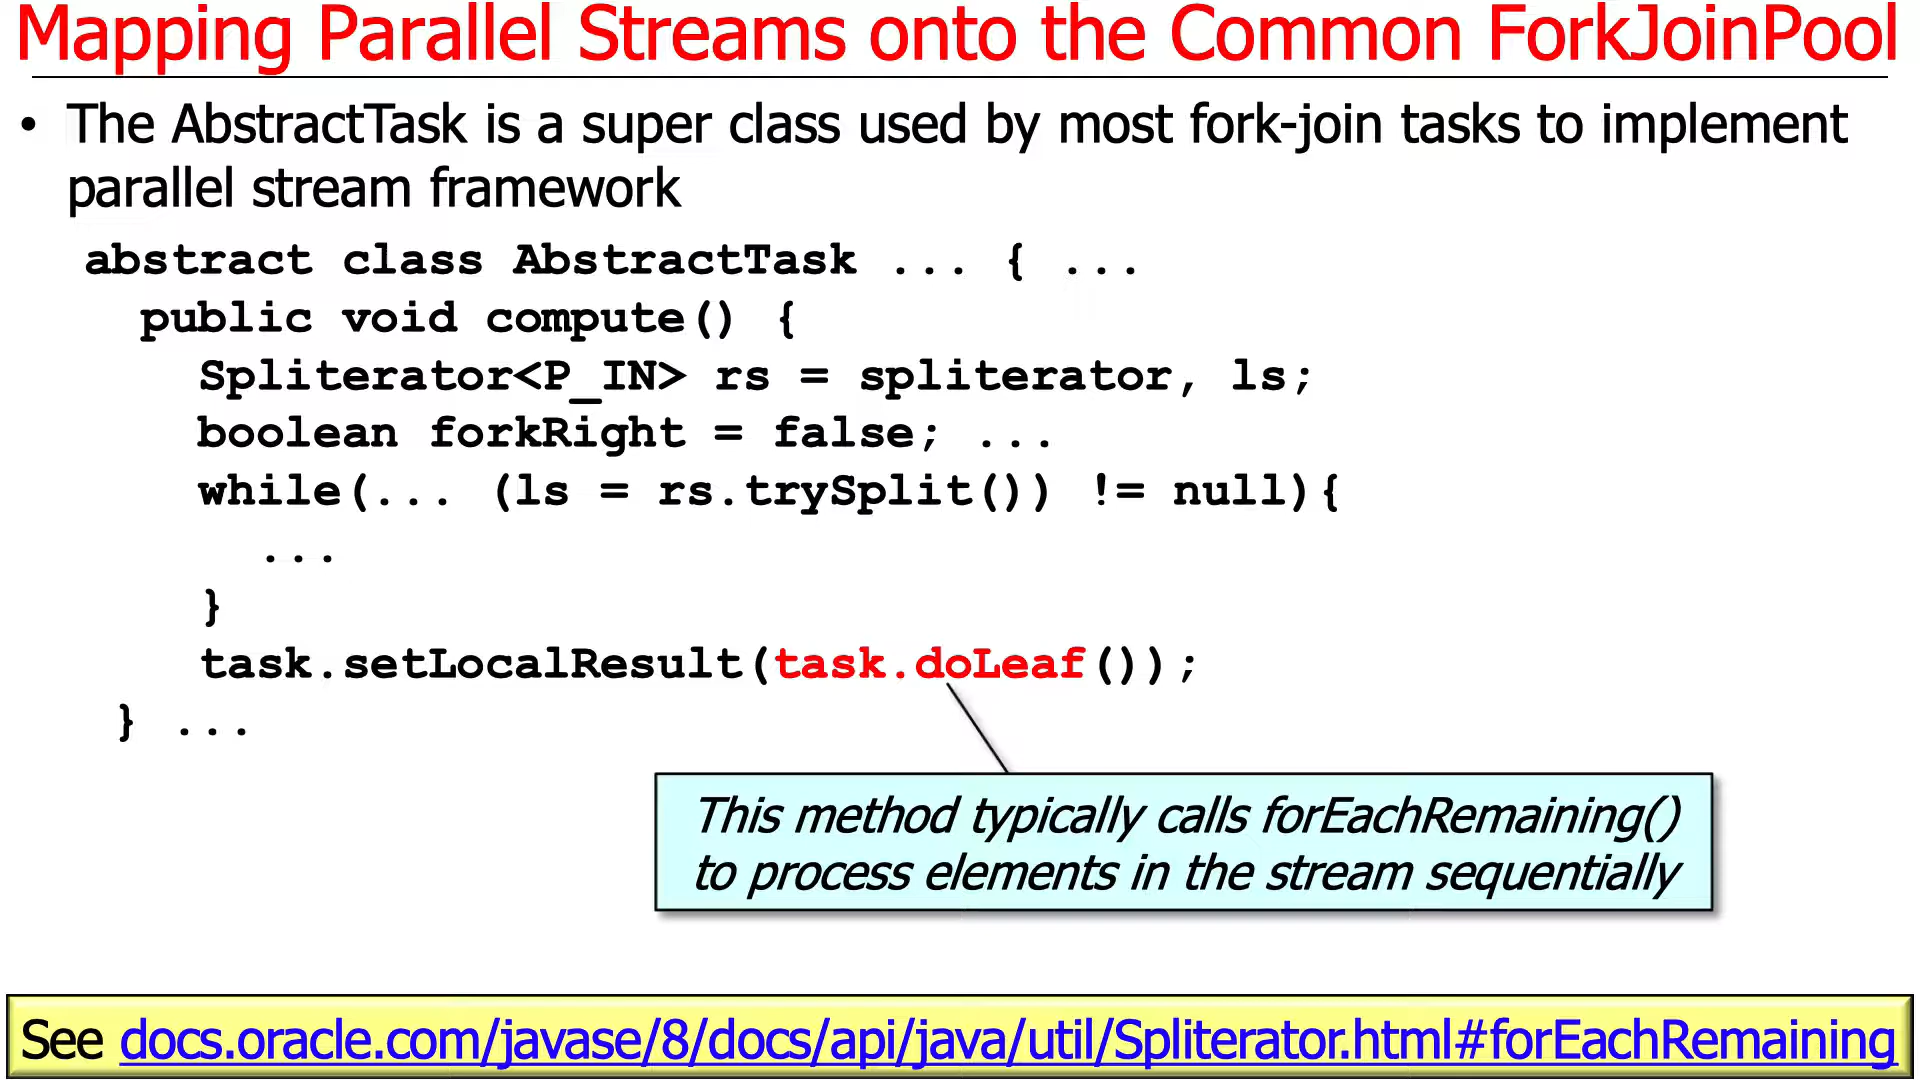 Mapping Parallel Streams onto the Common ForkJoinPool
• The AbstractTask is a super class used by most fork-join tasks to implement
parallel stream framework
abstract class AbstractTask ... { ...
public void compute() {
Spliterator<P_IN> rs = spliterator, ls;
boolean forkRight = false; ...
while(... (ls = rs.trySplit()) != null){
...
}
task.setLocalResult(task.doLeaf());
} ...
This method typically calls forEachRemaining()
to process elements in the stream sequentially
See docs.oracle.com/javase/8/docs/api/java/util/Spliterator.html#forEachRemaining